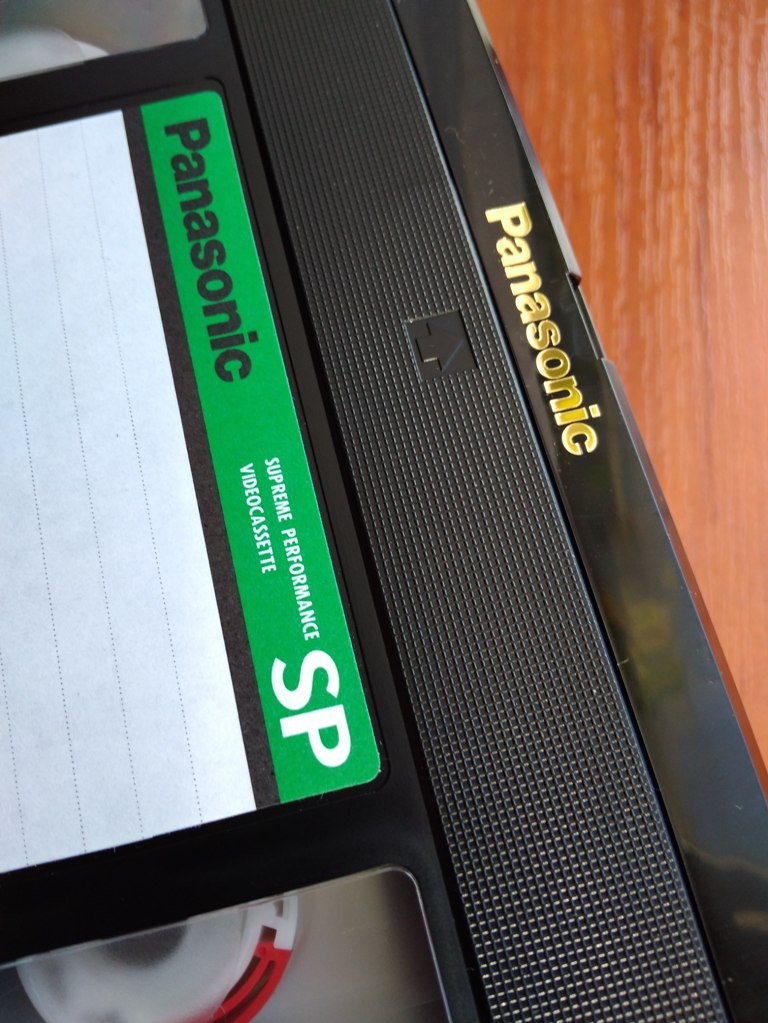 Panasonic
SUPREME PERFORMANCE
VIDEOCASSETTE
SP
Panasonic